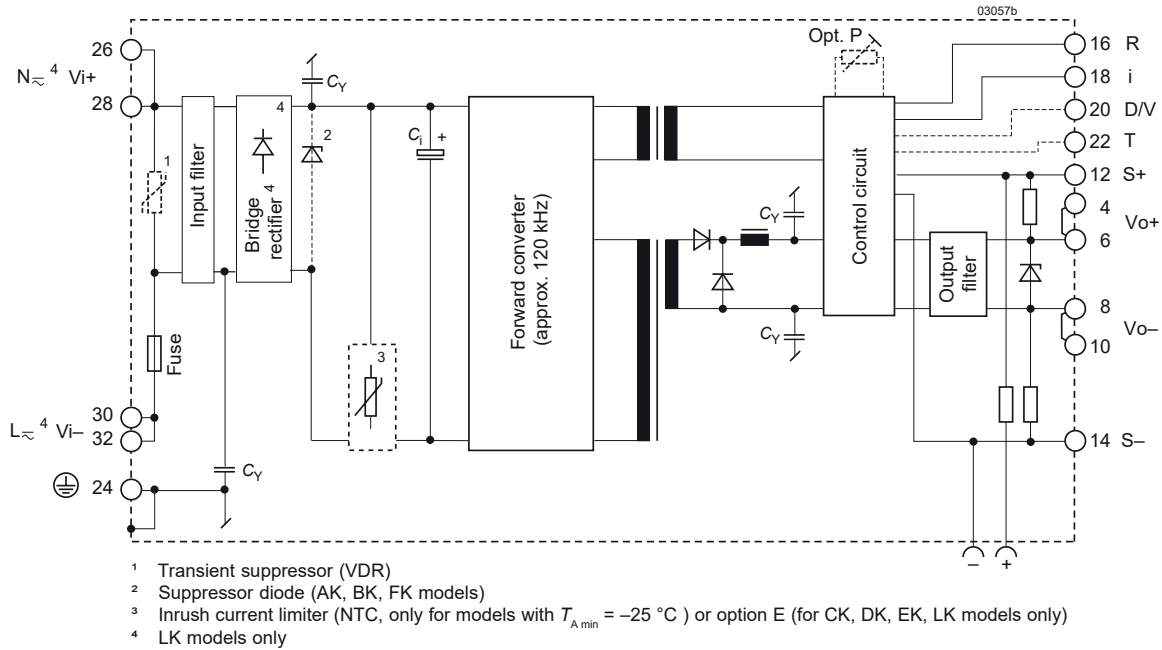 03057b
Opt. P
26
N≂ ⁴ Vi+
28
C_Y
4
2
1
C_i +
Input filter
Bridge
rectifier ⁴
Forward converter
(approx. 120 kHz)
C_Y
C_Y
Control circuit
Output
filter
16 R
18 i
20 D/V
22 T
12 S+
4
Vo+
6
8
Vo–
10
14 S–
Fuse
3
30
L≂ ⁴ Vi–
32
C_Y
24
– +
¹ Transient suppressor (VDR)
² Suppressor diode (AK, BK, FK models)
³ Inrush current limiter (NTC, only for models with T_A min = –25 °C ) or option E (for CK, DK, EK, LK models only)
⁴ LK models only